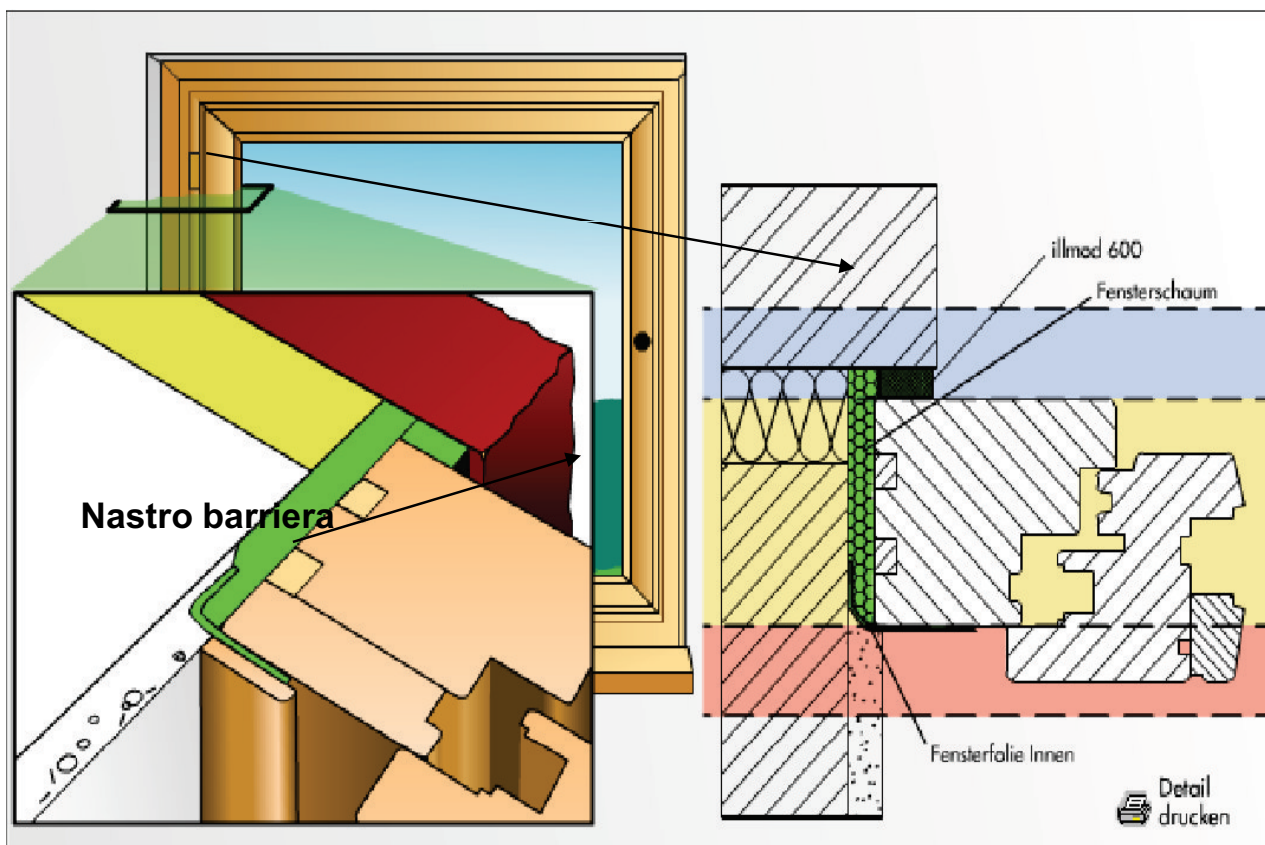 illmod 600
Fensterschaum
Nastro barriera
Fensterfolie Innen
Detail
drucken